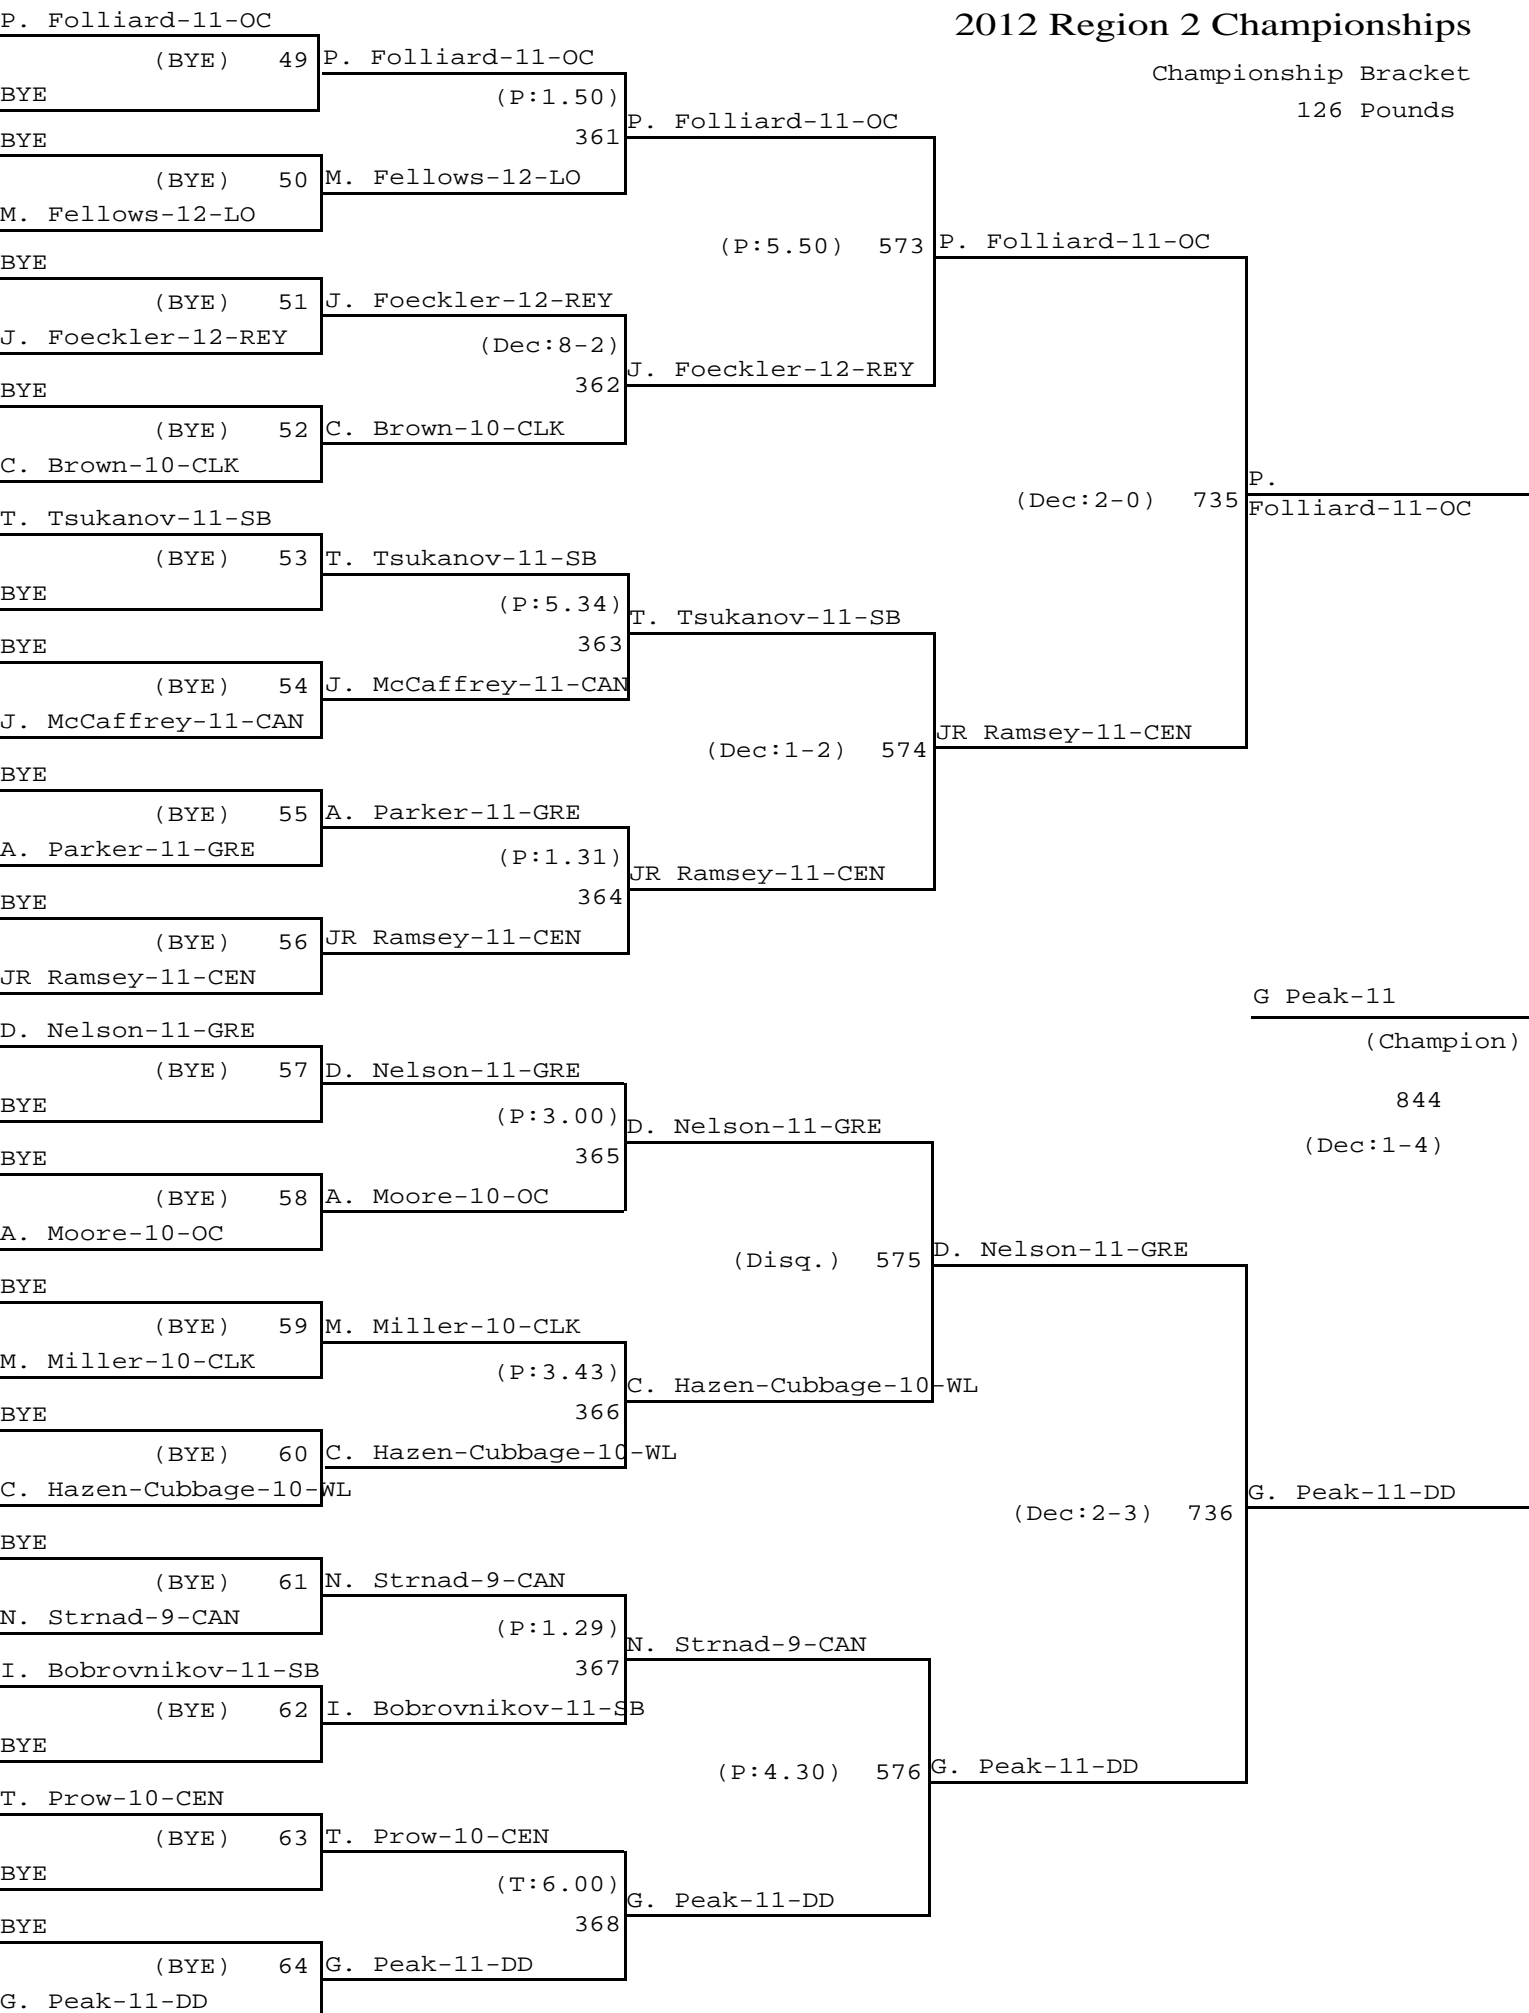 2012 Region 2 Championships
Championship Bracket
126 Pounds
P. Folliard-11-OC
(BYE) 49
BYE
BYE
(BYE) 50
M. Fellows-12-LO
BYE
(BYE) 51
J. Foeckler-12-REY
BYE
(BYE) 52
C. Brown-10-CLK
T. Tsukanov-11-SB
(BYE) 53
BYE
BYE
(BYE) 54
J. McCaffrey-11-CAN
BYE
(BYE) 55
A. Parker-11-GRE
BYE
(BYE) 56
JR Ramsey-11-CEN
D. Nelson-11-GRE
(BYE) 57
BYE
BYE
(BYE) 58
A. Moore-10-OC
BYE
(BYE) 59
M. Miller-10-CLK
BYE
(BYE) 60
C. Hazen-Cubbage-10-WL
BYE
(BYE) 61
N. Strnad-9-CAN
I. Bobrovnikov-11-SB
(BYE) 62
BYE
T. Prow-10-CEN
(BYE) 63
BYE
BYE
(BYE) 64
G. Peak-11-DD
P. Folliard-11-OC
(P:1.50)
361
M. Fellows-12-LO
J. Foeckler-12-REY
(Dec:8-2)
362
C. Brown-10-CLK
T. Tsukanov-11-SB
(P:5.34)
363
J. McCaffrey-11-CAN
A. Parker-11-GRE
(P:1.31)
364
JR Ramsey-11-CEN
D. Nelson-11-GRE
(P:3.00)
365
A. Moore-10-OC
M. Miller-10-CLK
(P:3.43)
366
C. Hazen-Cubbage-10-WL
N. Strnad-9-CAN
(P:1.29)
367
I. Bobrovnikov-11-SB
T. Prow-10-CEN
(T:6.00)
368
G. Peak-11-DD
P. Folliard-11-OC
(P:5.50) 573
J. Foeckler-12-REY
T. Tsukanov-11-SB
(Dec:1-2) 574
JR Ramsey-11-CEN
D. Nelson-11-GRE
(Disq.) 575
C. Hazen-Cubbage-10-WL
N. Strnad-9-CAN
(P:4.30) 576
G. Peak-11-DD
P. Folliard-11-OC
(Dec:2-0) 735
JR Ramsey-11-CEN
D. Nelson-11-GRE
(Dec:2-3) 736
G. Peak-11-DD
P.
Folliard-11-OC
G Peak-11
(Champion)
844
(Dec:1-4)
G. Peak-11-DD